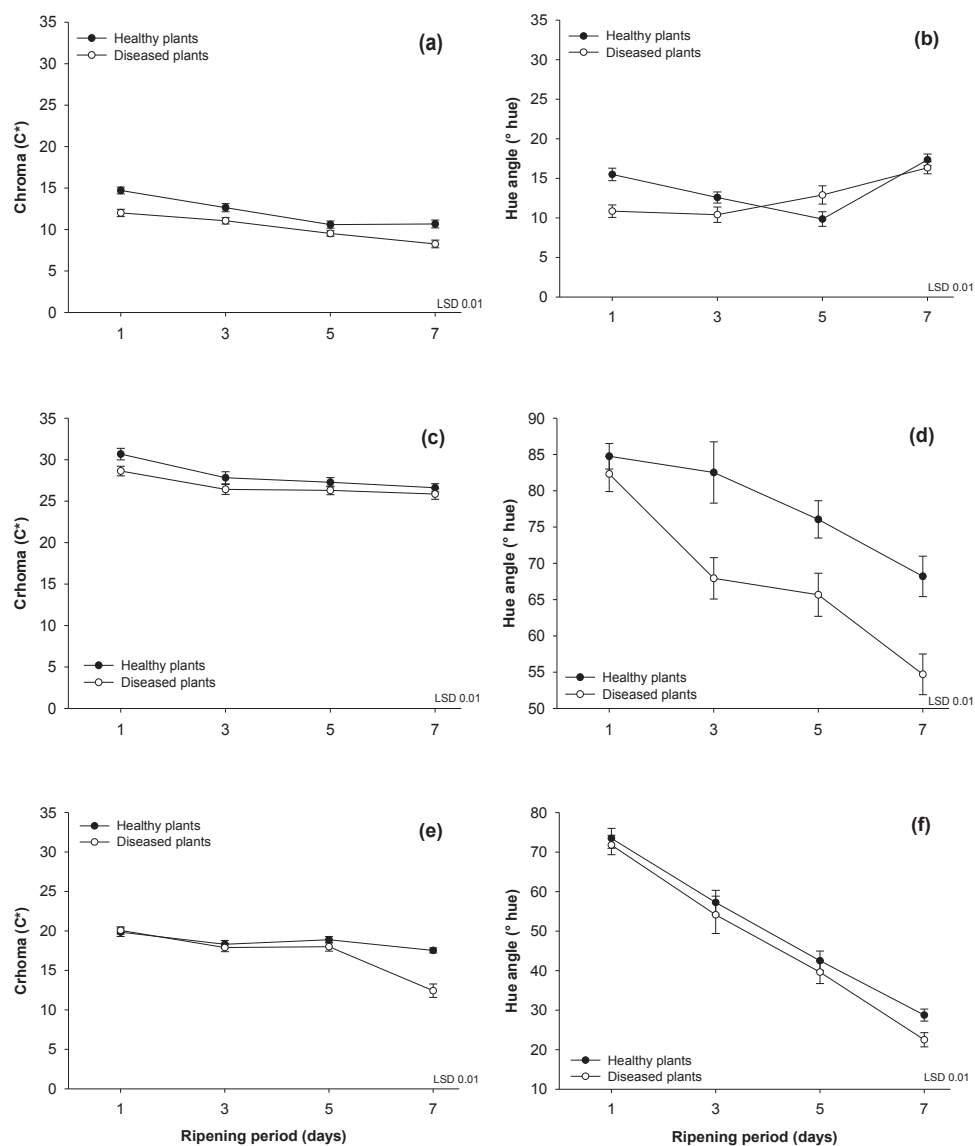 Healthy plants
Diseased plants
(a)
Chroma (C*)
35
30
25
20
15
10
5
0
LSD 0.01
1 3 5 7
Healthy plants
Diseased plants
(b)
Hue angle (° hue)
35
30
25
20
15
10
5
0
LSD 0.01
1 3 5 7
(c)
Crhoma (C*)
35
30
25
20
15
10
5
0
Healthy plants
Diseased plants
LSD 0.01
1 3 5 7
(d)
Hue angle (° hue)
90
85
80
75
70
65
60
55
50
Healthy plants
Diseased plants
LSD 0.01
1 3 5 7
Healthy plants
Diseased plants
(e)
Crhoma (C*)
35
30
25
20
15
10
5
0
LSD 0.01
1 3 5 7
Ripening period (days)
(f)
Hue angle (° hue)
80
70
60
50
40
30
20
10
Healthy plants
Diseased plants
LSD 0.01
1 3 5 7
Ripening period (days)